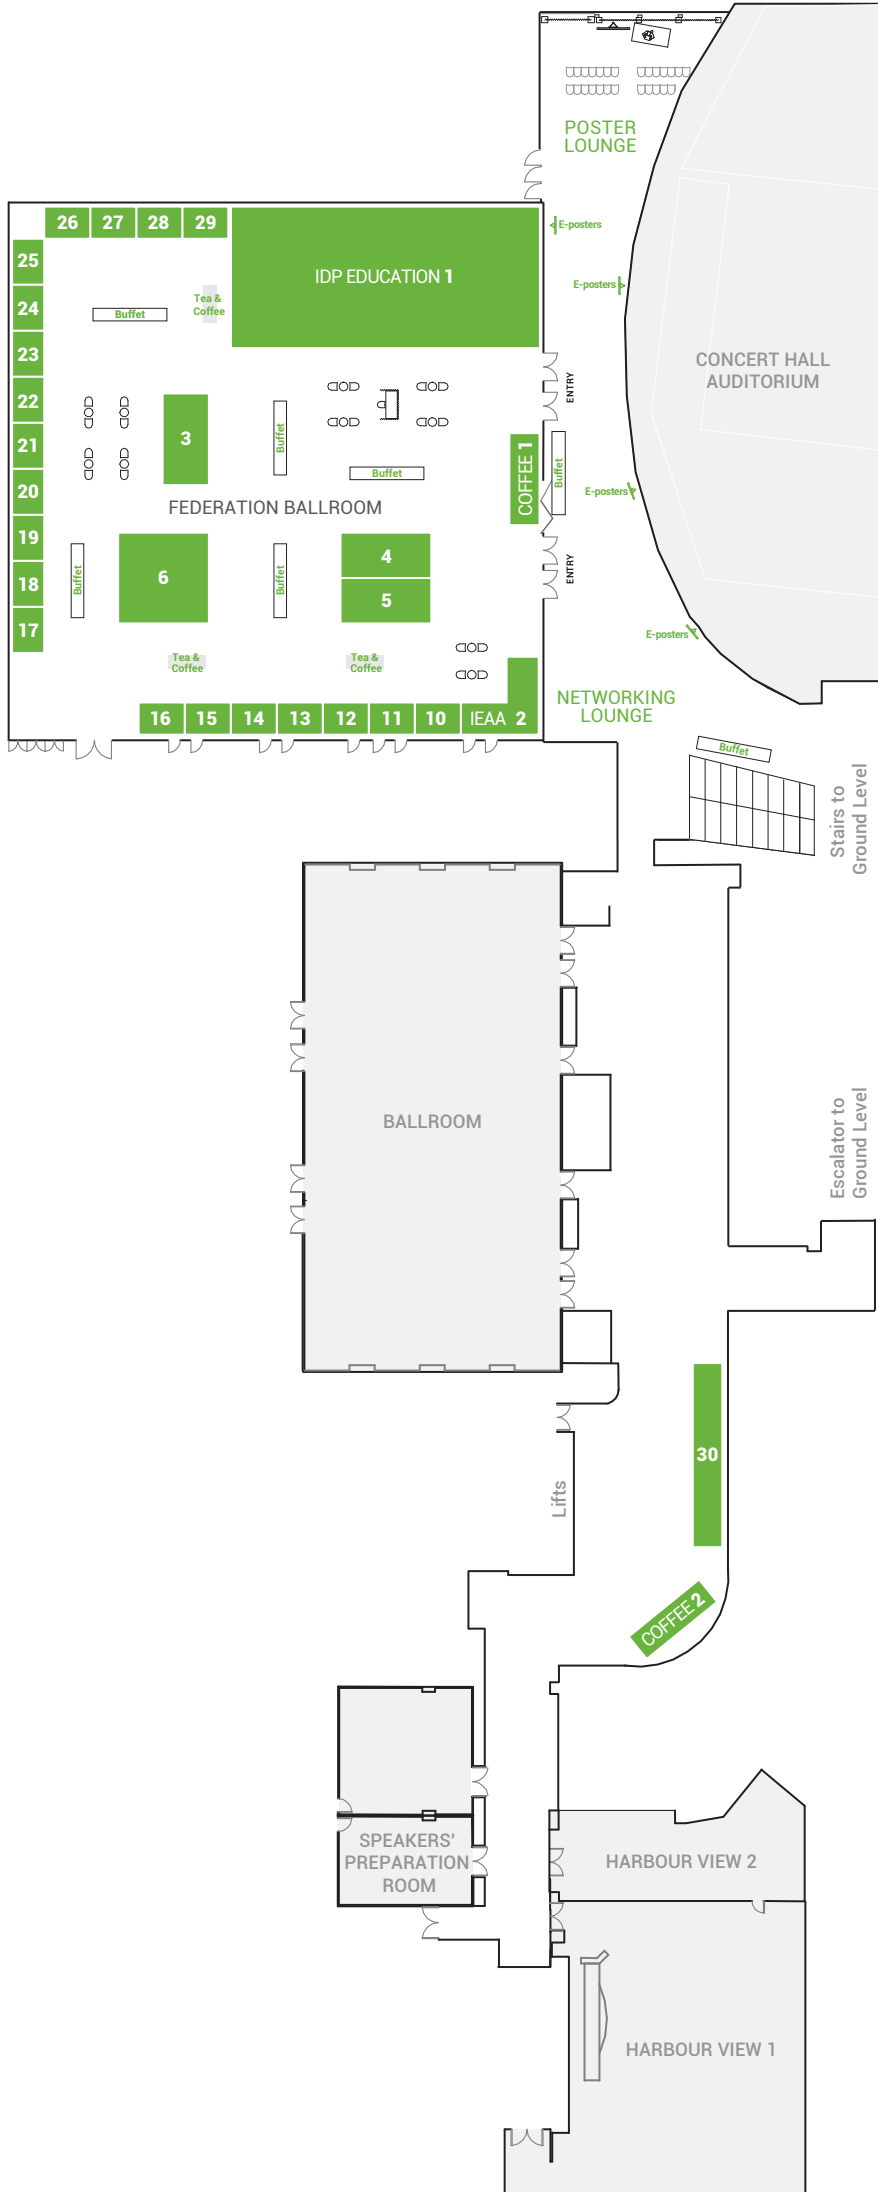 POSTER
LOUNGE
26
27
28
29
E-posters
25
IDP EDUCATION 1
E-posters
24
Buffet
Tea &
Coffee
23
CONCERT HALL
AUDITORIUM
ENTRY
22
3
21
Buffet
Buffet
COFFEE 1
Buffet
20
E-posters
FEDERATION BALLROOM
19
4
ENTRY
18
Buffet
6
Buffet
5
17
E-posters
Tea &
Coffee
Tea &
Coffee
NETWORKING
LOUNGE
16
15
14
13
12
11
10
IEAA 2
Buffet
Stairs to
Ground Level
BALLROOM
Escalator to
Ground Level
30
Lifts
COFFEE 2
SPEAKERS'
PREPARATION
ROOM
HARBOUR VIEW 2
HARBOUR VIEW 1